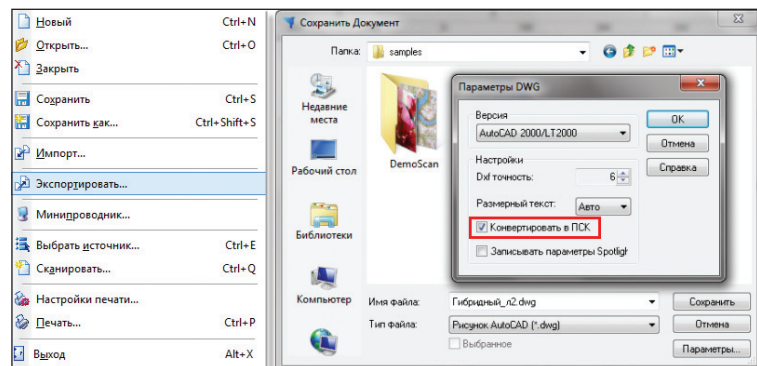 Новый Ctrl+N
Открыть... Ctrl+O
Закрыть
Сохранить Ctrl+S
Сохранить как... Ctrl+Shift+S
Импорт...
Экспортировать...
Минипроводник...
Выбрать источник... Ctrl+E
Сканировать... Ctrl+Q
Настройки печати...
Печать... Ctrl+P
Выход Alt+X
Сохранить Документ
Папка: samples
Недавние места
Рабочий стол
Библиотеки
Компьютер
DemoScan
Параметры DWG
Версия
AutoCAD 2000/LT2000
OK
Отмена
Справка
Настройки
Dxf точность: 6
Размерный текст: Авто
Конвертировать в ПСК
Записывать параметры Spotligh
Имя файла: Гибридный_л2.dwg Сохранить
Тип файла: Рисунок AutoCAD (*.dwg) Отмена
Выбранное Параметры...